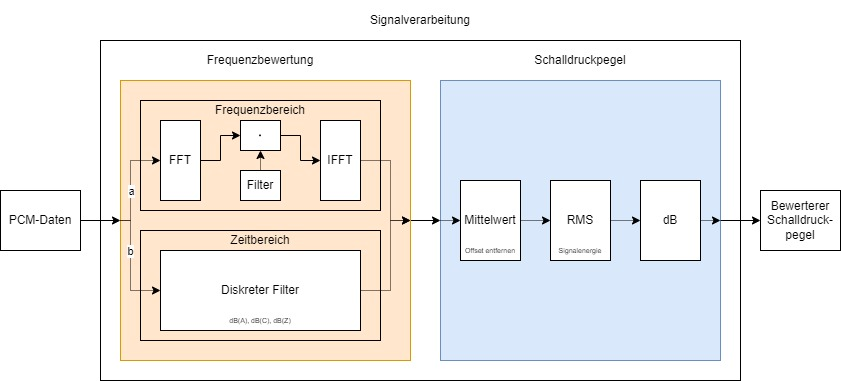 Signalverarbeitung
Frequenzbewertung
Schalldruckpegel
Frequenzbereich
FFT
·
IFFT
Filter
a
PCM-Daten
b
Zeitbereich
Diskreter Filter
dB(A), dB(C), dB(Z)
Mittelwert
Offset entfernen
RMS
Signalenergie
dB
Bewerterer
Schalldruck-
pegel